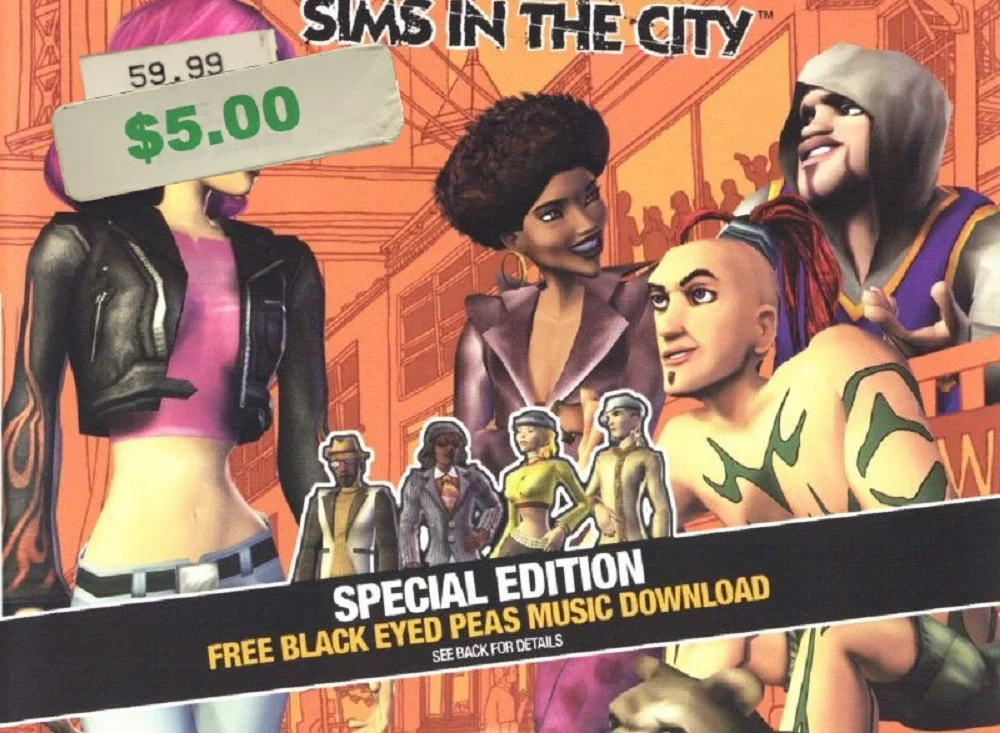 SIMS IN THE CITY™
59.99
$5.00
SPECIAL EDITION
FREE BLACK EYED PEAS MUSIC DOWNLOAD
SEE BACK FOR DETAILS
W